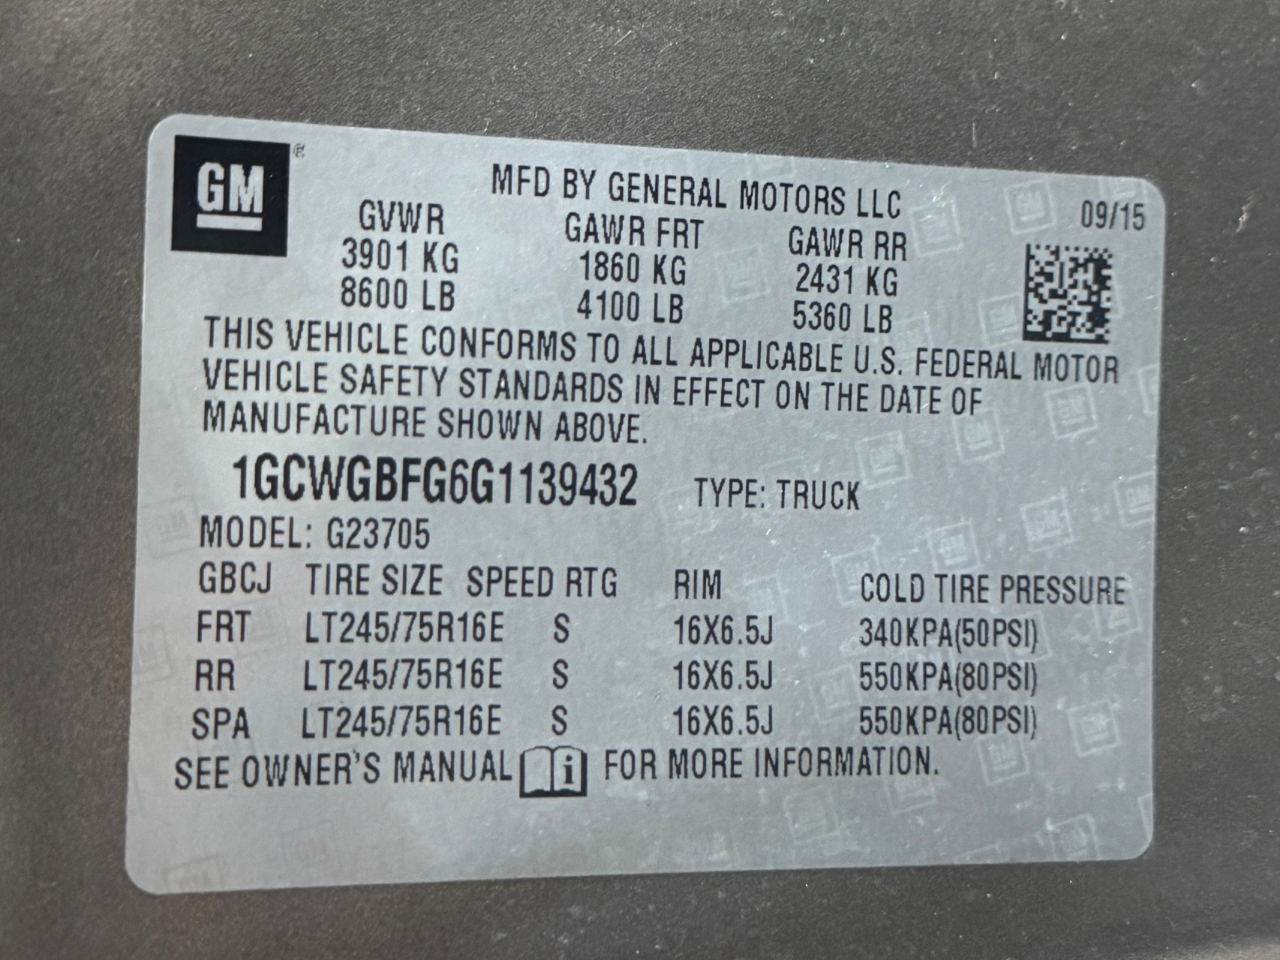 GM®
MFD BY GENERAL MOTORS LLC
09/15
GVWR GAWR FRT GAWR RR
3901 KG 1860 KG 2431 KG
8600 LB 4100 LB 5360 LB
THIS VEHICLE CONFORMS TO ALL APPLICABLE U.S. FEDERAL MOTOR
VEHICLE SAFETY STANDARDS IN EFFECT ON THE DATE OF
MANUFACTURE SHOWN ABOVE.
1GCWGBFG6G1139432 TYPE: TRUCK
MODEL: G23705
GBCJ TIRE SIZE SPEED RTG RIM COLD TIRE PRESSURE
FRT LT245/75R16E S 16X6.5J 340KPA(50PSI)
RR LT245/75R16E S 16X6.5J 550KPA(80PSI)
SPA LT245/75R16E S 16X6.5J 550KPA(80PSI)
SEE OWNER'S MANUAL i FOR MORE INFORMATION.